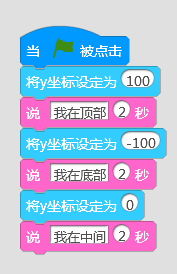 当 被点击
将y坐标设定为 100
说 我在顶部 2 秒
将y坐标设定为 -100
说 我在底部 2 秒
将y坐标设定为 0
说 我在中间 2 秒